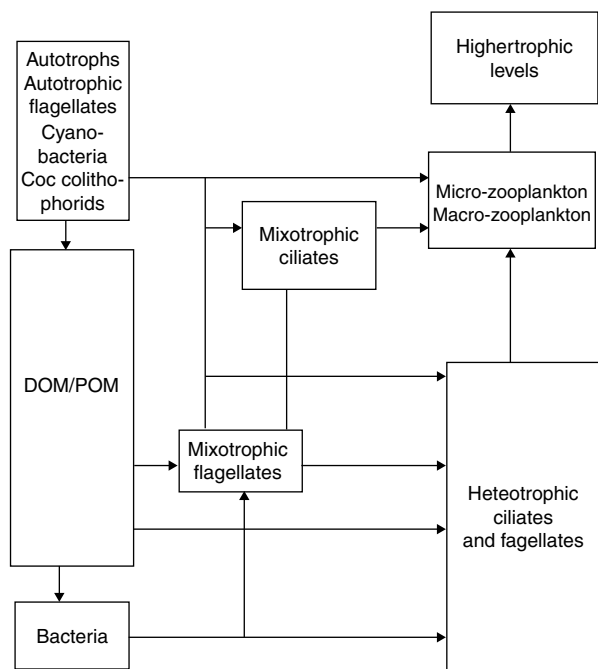 Autotrophs
Autotrophic
flagellates
Cyano-
bacteria
Coc colitho-
phorids
Highertrophic
levels
Micro-zooplankton
Macro-zooplankton
Mixotrophic
ciliates
DOM/POM
Mixotrophic
flagellates
Heteotrophic
ciliates
and fagellates
Bacteria